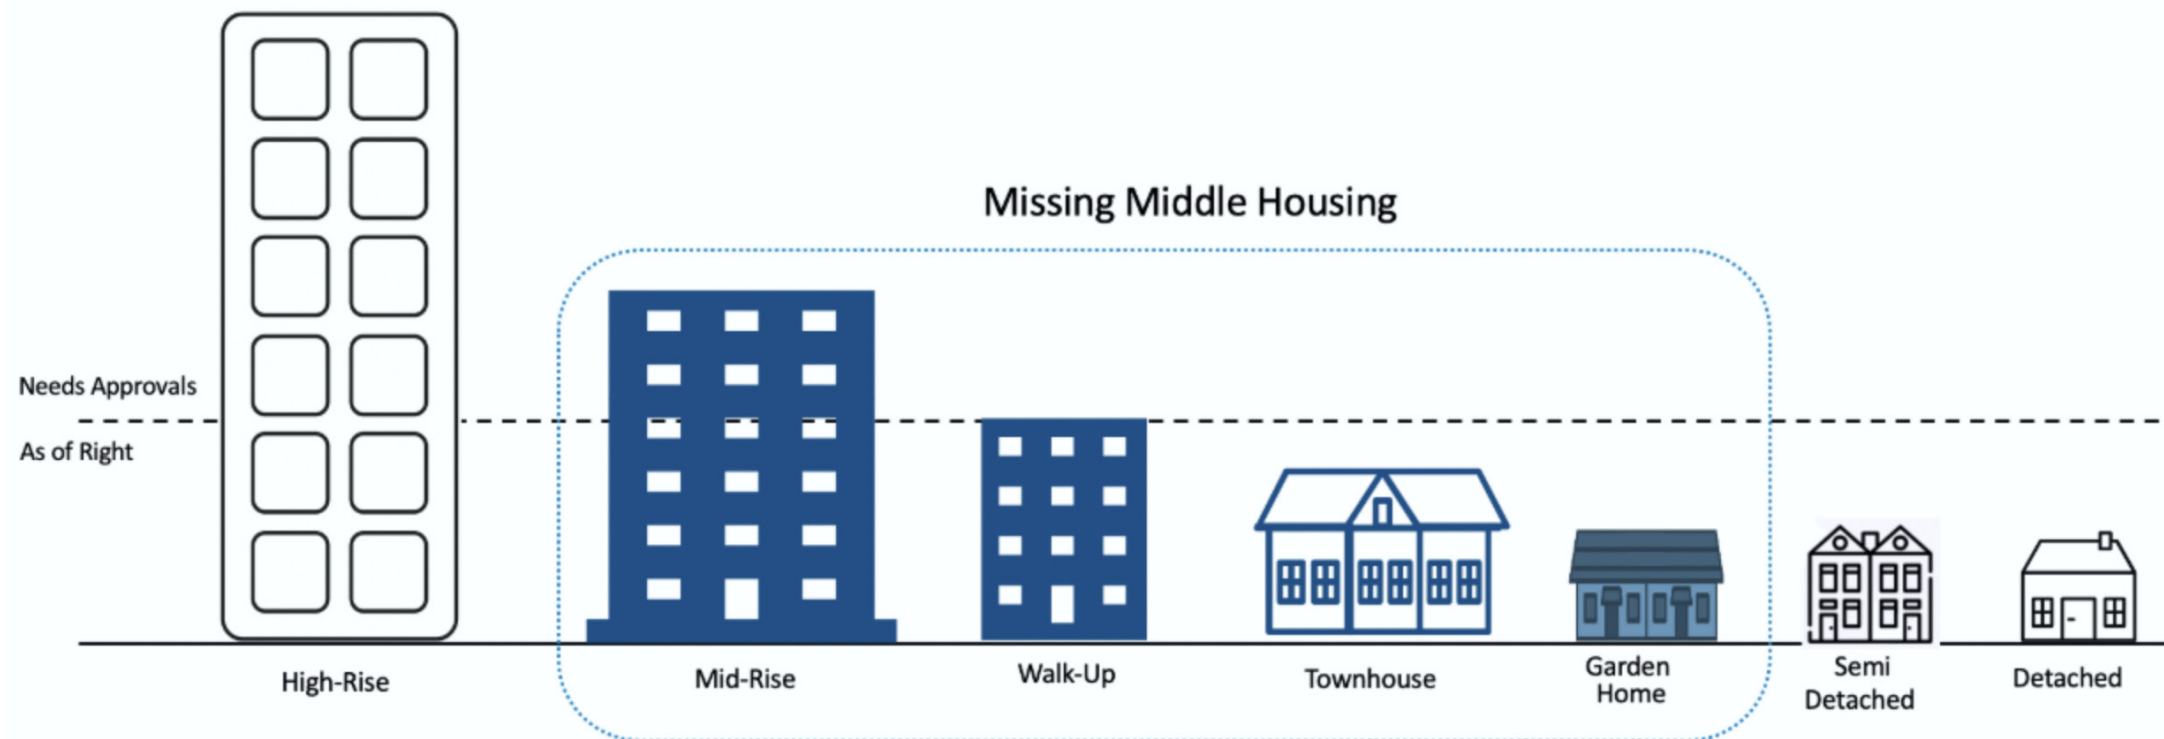 Missing Middle Housing
Needs Approvals
As of Right
High-Rise
Mid-Rise
Walk-Up
Townhouse
Garden
Home
Semi
Detached
Detached